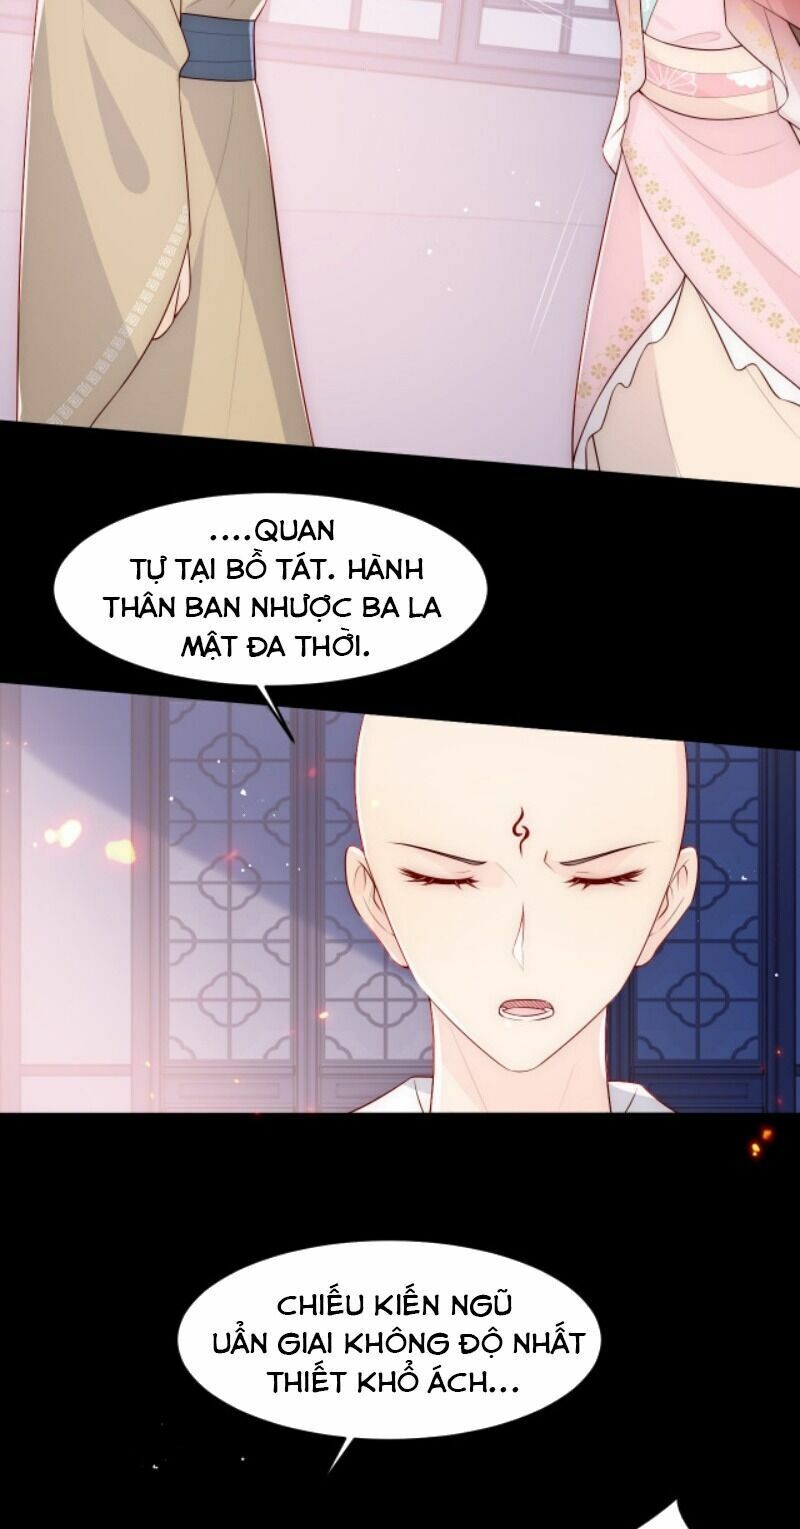 ....QUAN
TỰ TẠI BỒ TÁT. HÀNH
THÂN BAN NHƯỢC BA LA
MẬT ĐA THỜI.
CHIẾU KIẾN NGŨ
UẨN GIAI KHÔNG ĐỘ NHẤT
THIẾT KHỔ ÁCH...